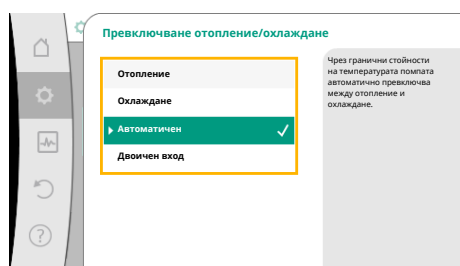 Превключване отопление/охлаждане
Отопление
Охлаждане
Автоматичен
Двоичен вход
Чрез гранични стойности
на температурата помпата
автоматично превключва
между отопление и
охлаждане.
?